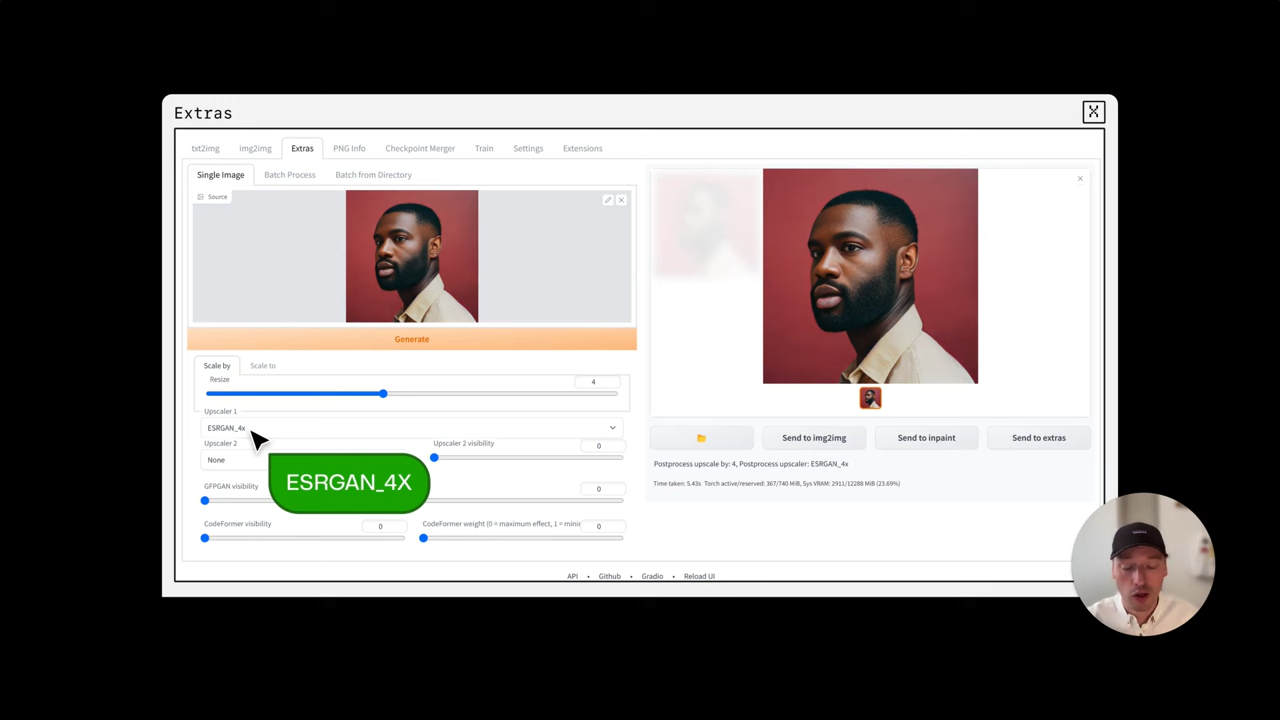 Extras
txt2img img2img Extras PNG Info Checkpoint Merger Train Settings Extensions
Single Image Batch Process Batch from Directory
Source
Generate
Scale by Scale to
Resize 4
Upscaler 1
ESRGAN_4x
Upscaler 2 Upscaler 2 visibility 0
None
ESRGAN_4X
GFPGAN visibility 0
CodeFormer visibility 0 CodeFormer weight (0 = maximum effect, 1 = 0
Send to img2img Send to inpaint Send to extras
Postprocess upscale by: 4, Postprocess upscaler: ESRGAN_4x
Time taken: 5.43s Torch active/reserved: 367/740 MiB, Sys VRAM: 2911/12288 MiB (23.69%)
API • Github • Gradio • Reload UI